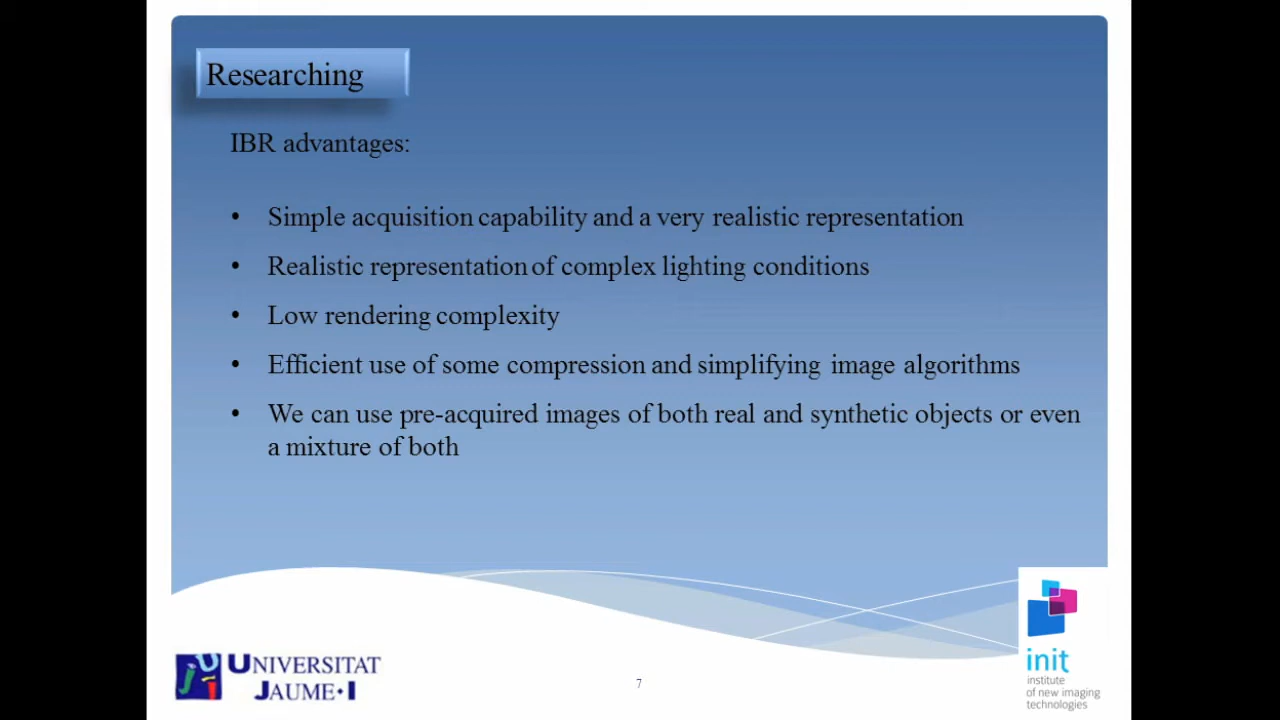 Researching
IBR advantages:
• Simple acquisition capability and a very realistic representation
• Realistic representation of complex lighting conditions
• Low rendering complexity
• Efficient use of some compression and simplifying image algorithms
• We can use pre-acquired images of both real and synthetic objects or even
a mixture of both
UNIVERSITAT
JAUME·I
7
init
institute
of new imaging
technologies